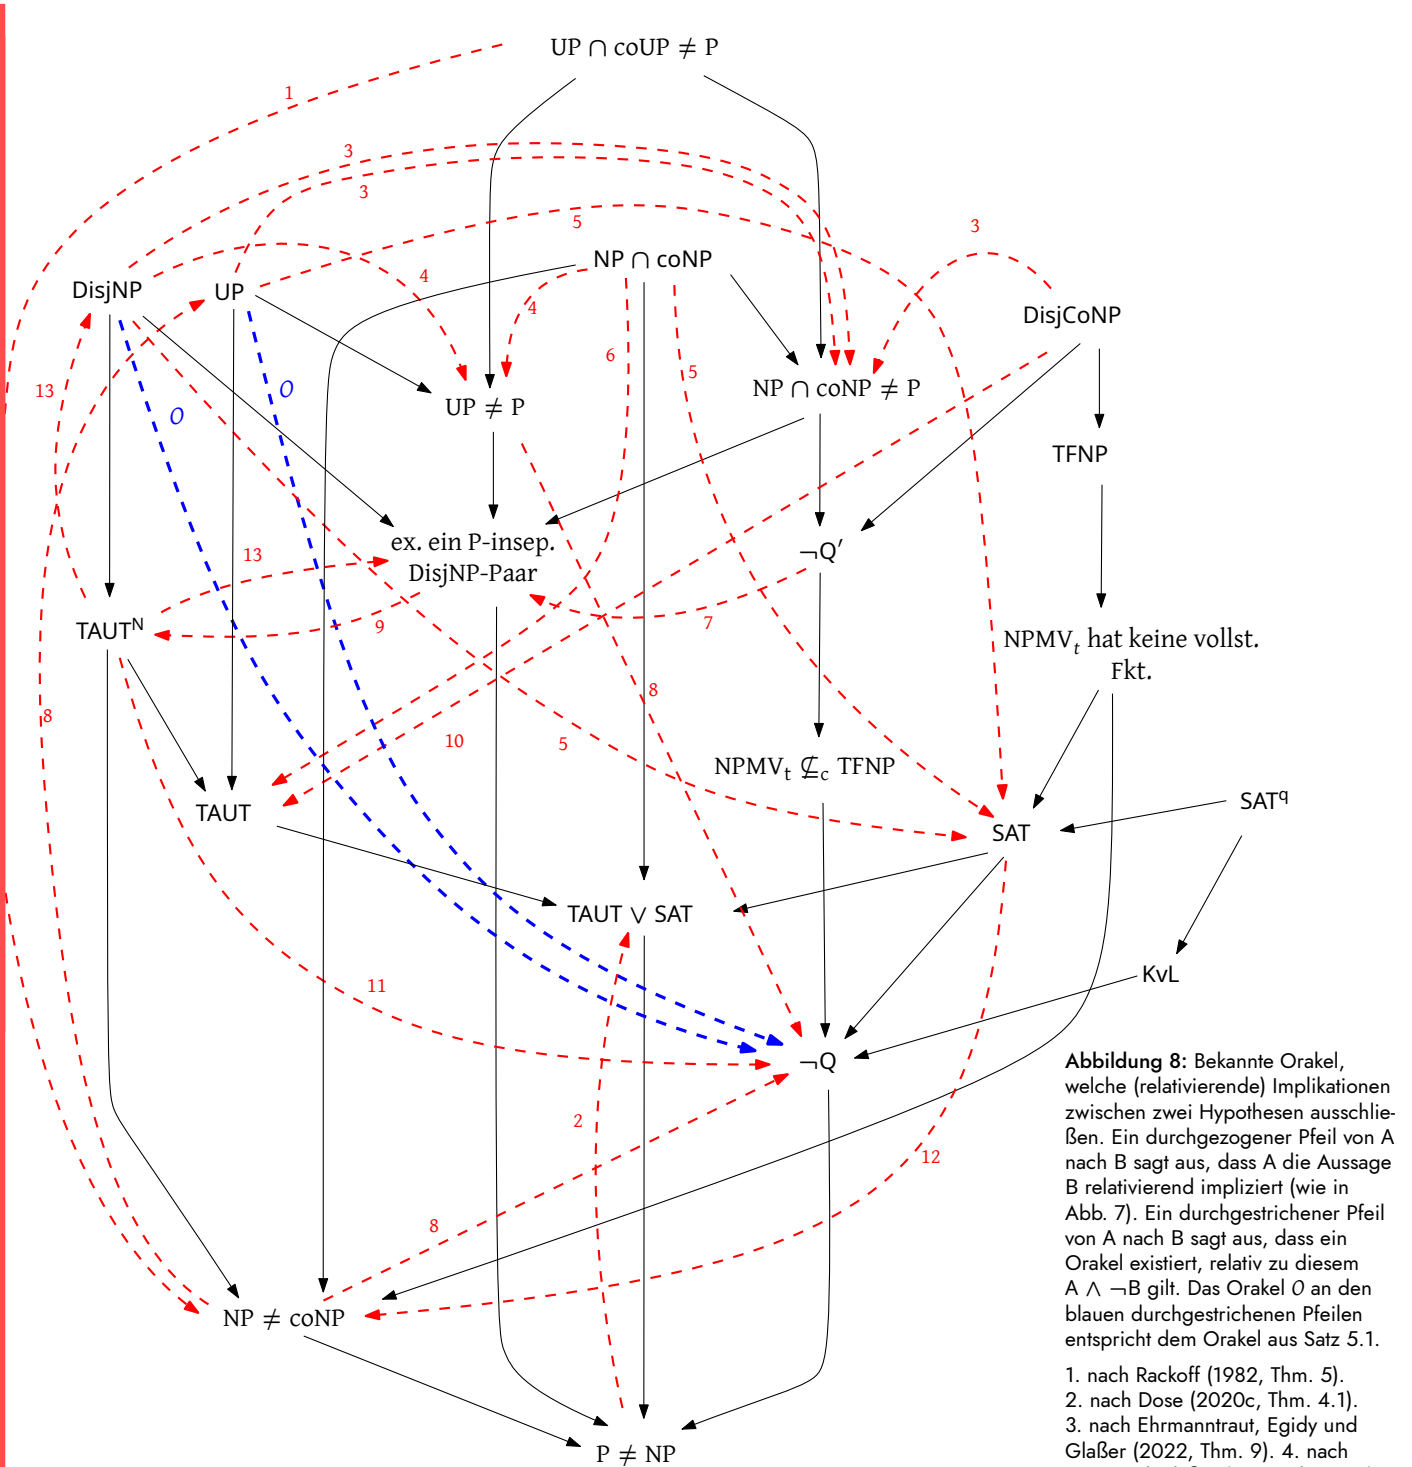 UP ∩ coUP ≠ P
1
3
3
5
3
NP ∩ coNP
DisjNP
UP
4
4
DisjCoNP
6
5
13
O
O
NP ∩ coNP ≠ P
UP ≠ P
TFNP
ex. ein P-insep.
DisjNP-Paar
¬Q′
13
TAUTᴺ
9
7
NPMVₜ hat keine vollst.
Fkt.
8
8
10
5
NPMVₜ ⊈c TFNP
TAUT
SAT
SAT^q
TAUT ∨ SAT
KvL
11
¬Q
2
12
8
NP ≠ coNP
P ≠ NP
Abbildung 8: Bekannte Orakel,
welche (relativierende) Implikationen
zwischen zwei Hypothesen ausschlie-
ßen. Ein durchgezogener Pfeil von A
nach B sagt aus, dass A die Aussage
B relativierend impliziert (wie in
Abb. 7). Ein durchgestrichener Pfeil
von A nach B sagt aus, dass ein
Orakel existiert, relativ zu diesem
A ∧ ¬B gilt. Das Orakel O an den
blauen durchgestrichenen Pfeilen
entspricht dem Orakel aus Satz 5.1.
1. nach Rackoff (1982, Thm. 5).
2. nach Dose (2020c, Thm. 4.1).
3. nach Ehrmanntraut, Egidy und
Glaßer (2022, Thm. 9). 4. nach